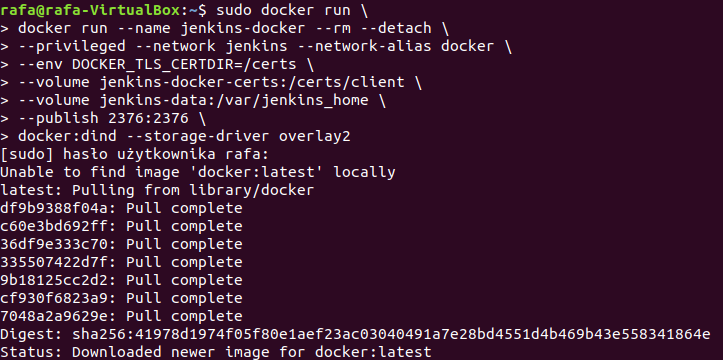 rafa@rafa-VirtualBox:~$ sudo docker run \
> docker run --name jenkins-docker --rm --detach \
> --privileged --network jenkins --network-alias docker \
> --env DOCKER_TLS_CERTDIR=/certs \
> --volume jenkins-docker-certs:/certs/client \
> --volume jenkins-data:/var/jenkins_home \
> --publish 2376:2376 \
> docker:dind --storage-driver overlay2
[sudo] hasło użytkownika rafa:
Unable to find image 'docker:latest' locally
latest: Pulling from library/docker
df9b9388f04a: Pull complete
c60e3bd692ff: Pull complete
36df9e333c70: Pull complete
335507422d7f: Pull complete
9b18125cc2d2: Pull complete
cf930f6823a9: Pull complete
7048a2a9629e: Pull complete
Digest: sha256:41978d1974f05f80e1aef23ac03040491a7e28bd4551d4b469b43e558341864e
Status: Downloaded newer image for docker:latest